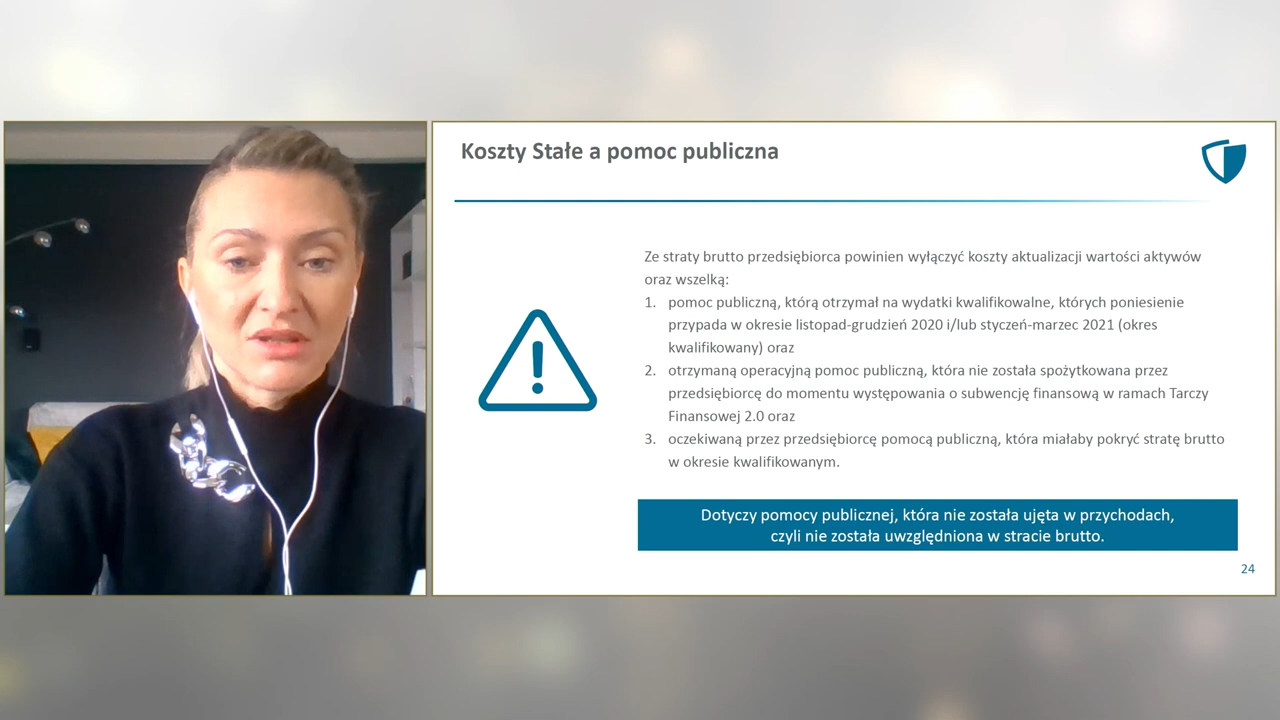 Koszty Stałe a pomoc publiczna
Ze straty brutto przedsiębiorca powinien wyłączyć koszty aktualizacji wartości aktywów
oraz wszelką:
1. pomoc publiczną, którą otrzymał na wydatki kwalifikowalne, których poniesienie
przypada w okresie listopad-grudzień 2020 i/lub styczeń-marzec 2021 (okres
kwalifikowany) oraz
2. otrzymaną operacyjną pomoc publiczną, która nie została spożytkowana przez
przedsiębiorcę do momentu występowania o subwencję finansową w ramach Tarczy
Finansowej 2.0 oraz
3. oczekiwaną przez przedsiębiorcę pomocą publiczną, która miałaby pokryć stratę brutto
w okresie kwalifikowanym.
Dotyczy pomocy publicznej, która nie została ujęta w przychodach,
czyli nie została uwzględniona w stracie brutto.
24